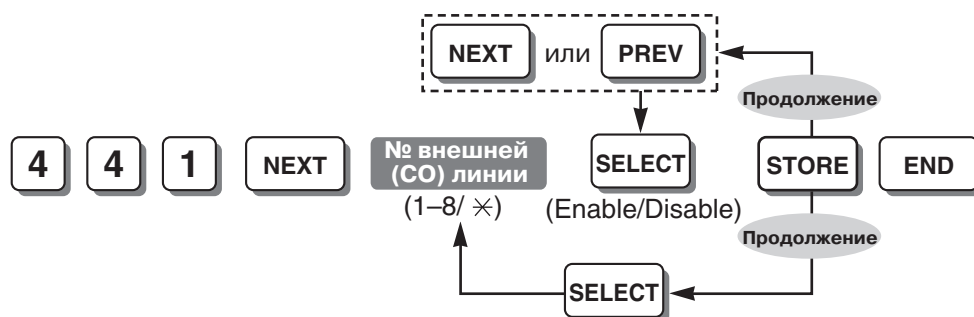 NEXT или PREV
Продолжение
4 4 1 NEXT № внешней (CO) линии SELECT STORE END
(1–8/ ✳) (Enable/Disable)
Продолжение
SELECT